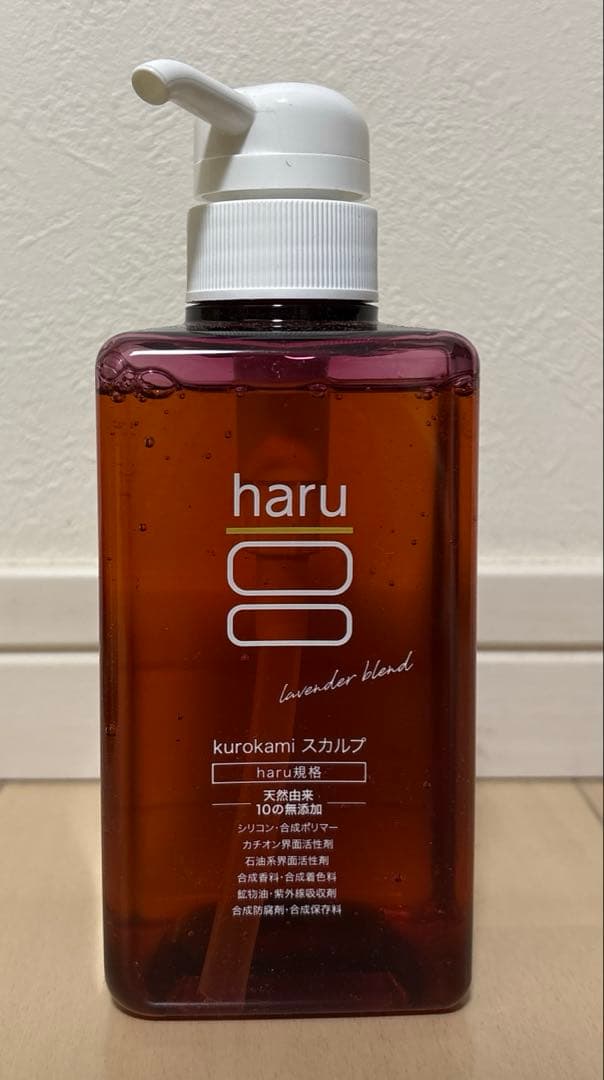 haru
lavender blend
kurokami スカルプ
haru規格
天然由来
10の無添加
シリコン・合成ポリマー
カチオン界面活性剤
石油系界面活性剤
合成香料・合成着色料
鉱物油・紫外線吸収剤
合成防腐剤・合成保存料